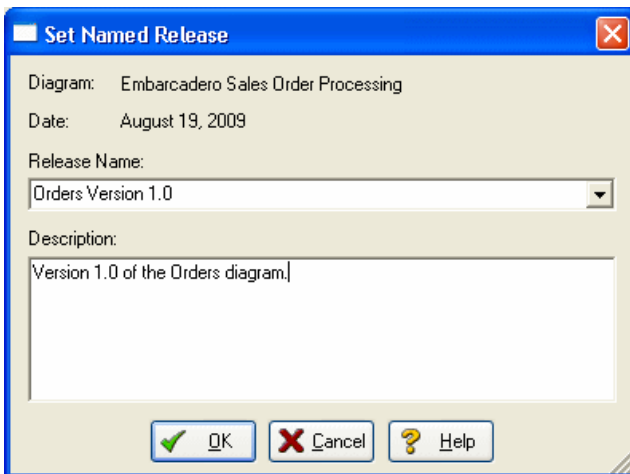 Set Named Release
Diagram: Embarcadero Sales Order Processing
Date: August 19, 2009
Release Name:
Orders Version 1.0
Description:
Version 1.0 of the Orders diagram.
OK Cancel Help